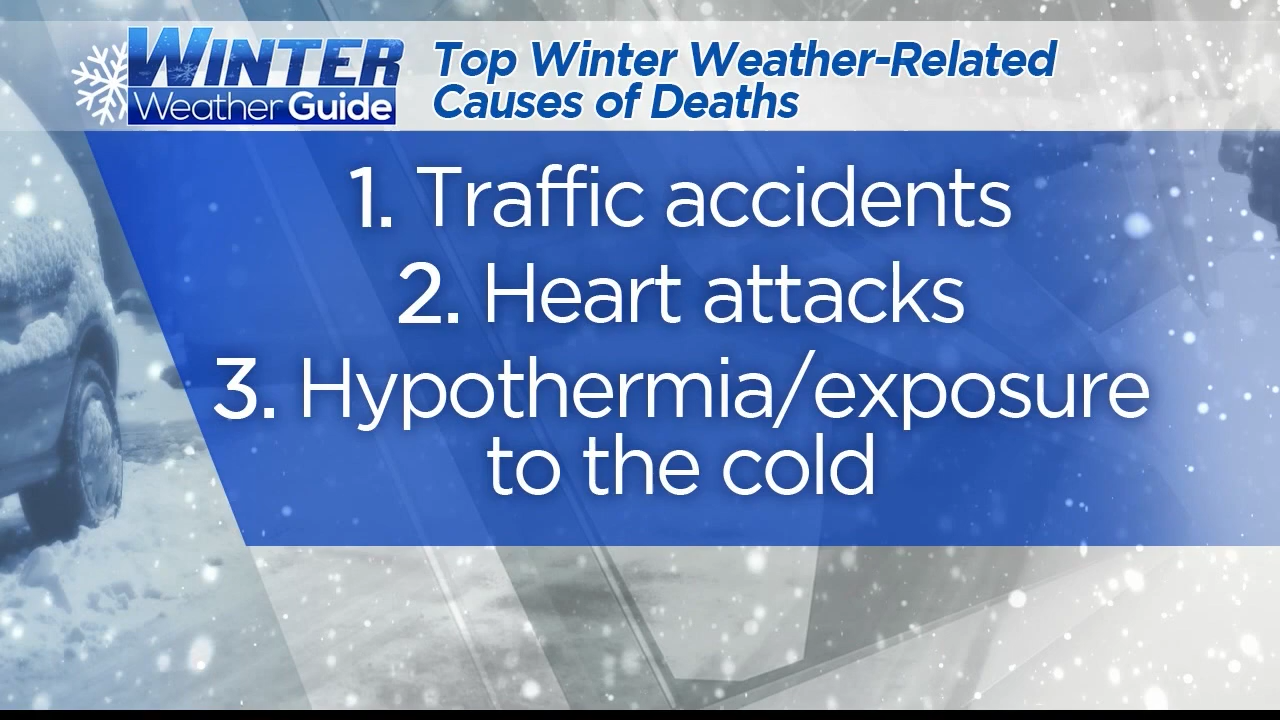 WINTER
Weather Guide
Top Winter Weather-Related
Causes of Deaths
1. Traffic accidents
2. Heart attacks
3. Hypothermia/exposure
to the cold